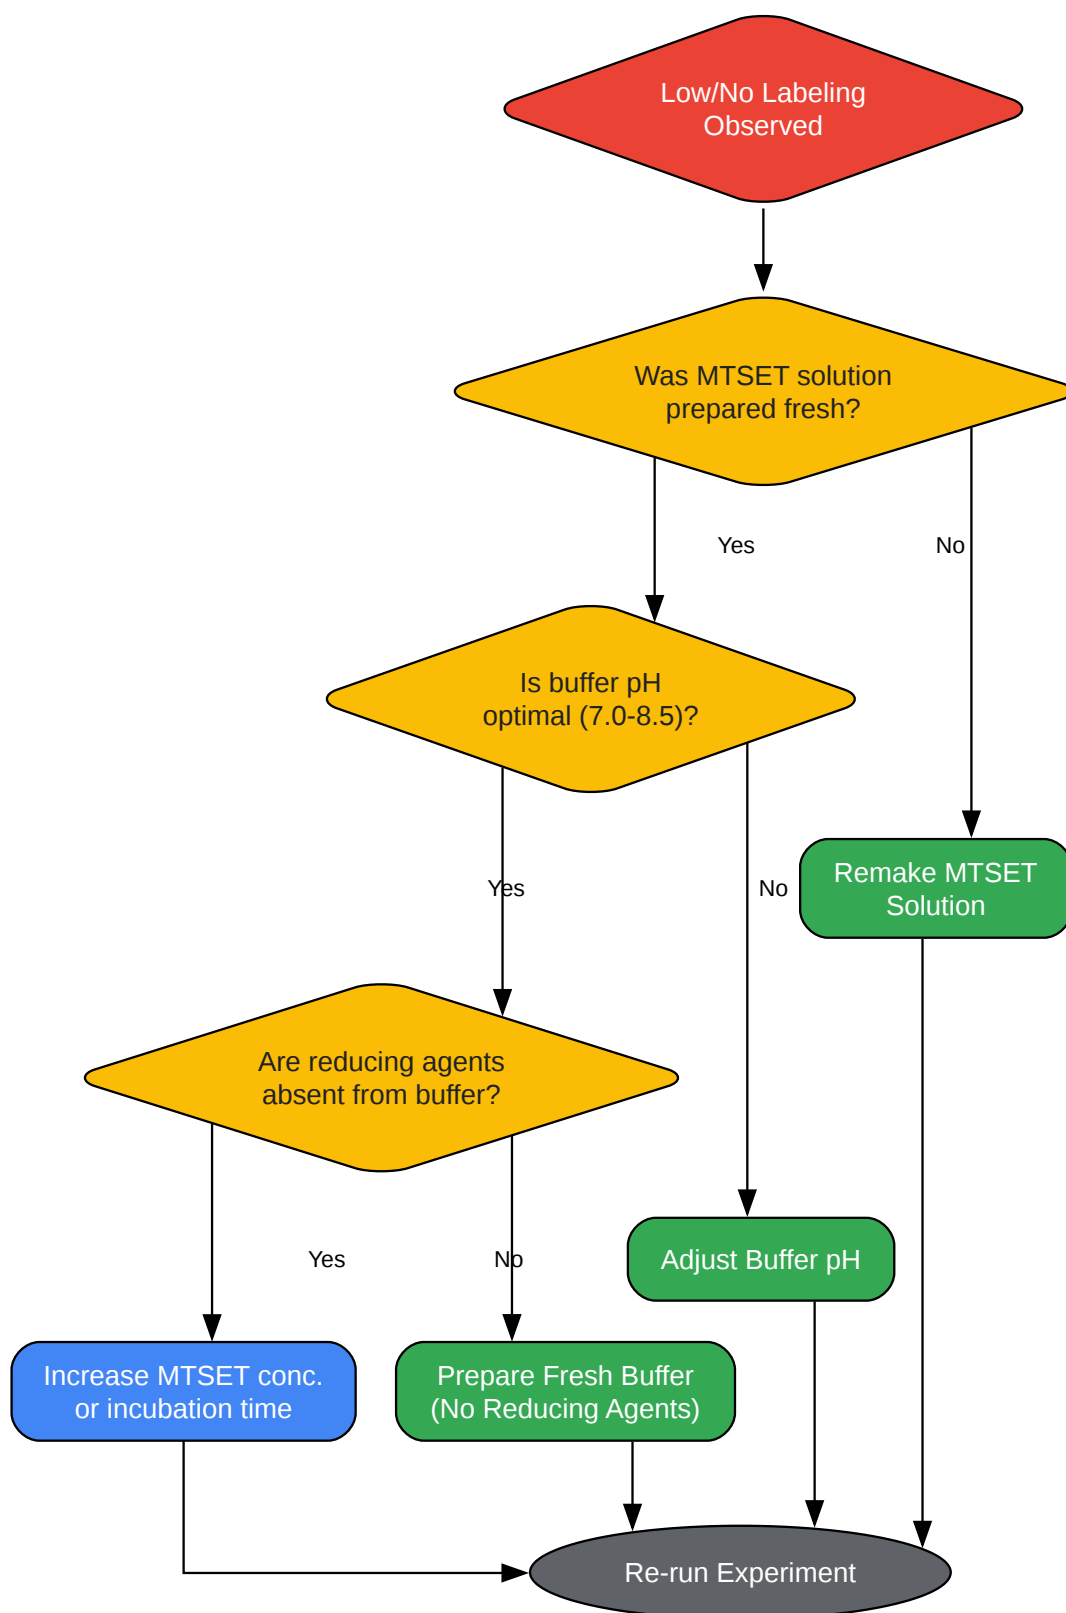 Low/No Labeling
Observed
Was MTSET solution
prepared fresh?
Yes
No
Is buffer pH
optimal (7.0-8.5)?
Remake MTSET
Solution
Yes
No
Are reducing agents
absent from buffer?
Yes
No
Adjust Buffer pH
Increase MTSET conc.
or incubation time
Prepare Fresh Buffer
(No Reducing Agents)
Re-run Experiment